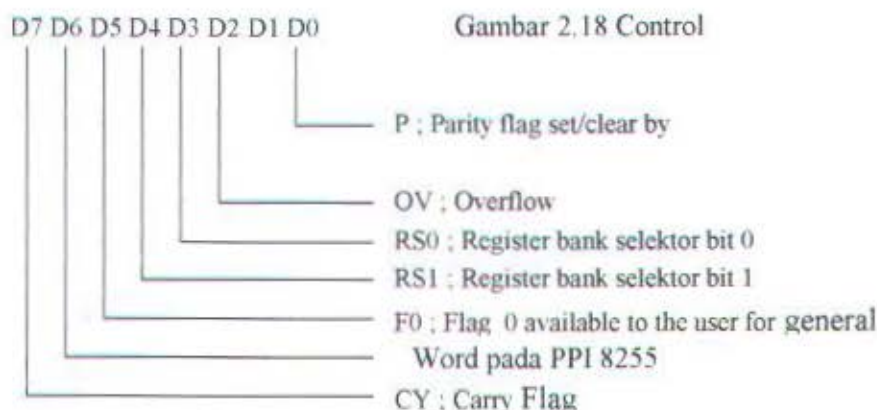 D7 D6 D5 D4 D3 D2 D1 D0 Gambar 2.18 Control
P ; Parity flag set/clear by
OV ; Overflow
RS0 ; Register bank selektor bit 0
RS1 ; Register bank selektor bit 1
F0 ; Flag 0 available to the user for general
Word pada PPI 8255
CY ; Carry Flag